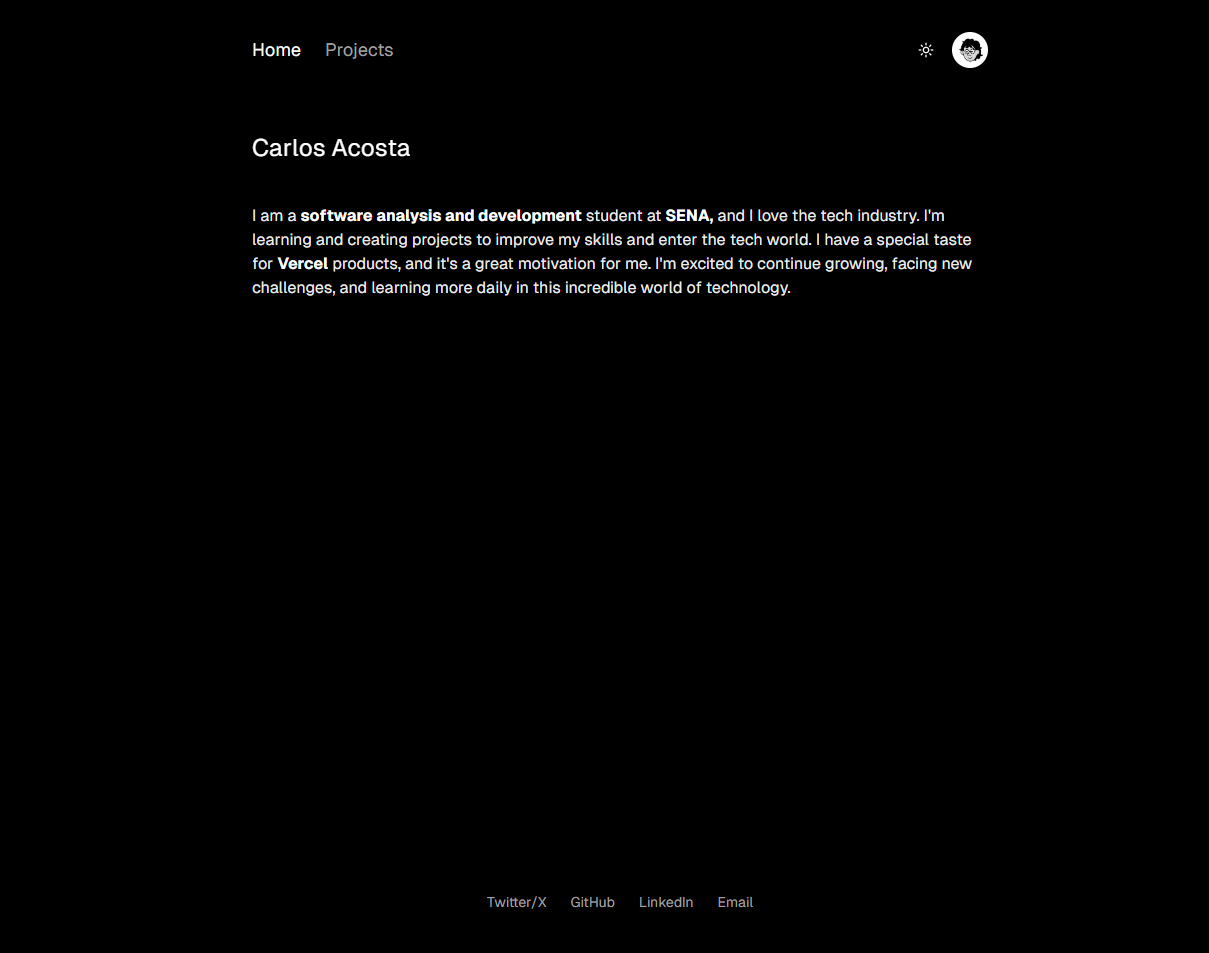 Home Projects
Carlos Acosta
I am a software analysis and development student at SENA, and I love the tech industry. I'm
learning and creating projects to improve my skills and enter the tech world. I have a special taste
for Vercel products, and it's a great motivation for me. I'm excited to continue growing, facing new
challenges, and learning more daily in this incredible world of technology.
Twitter/X GitHub LinkedIn Email